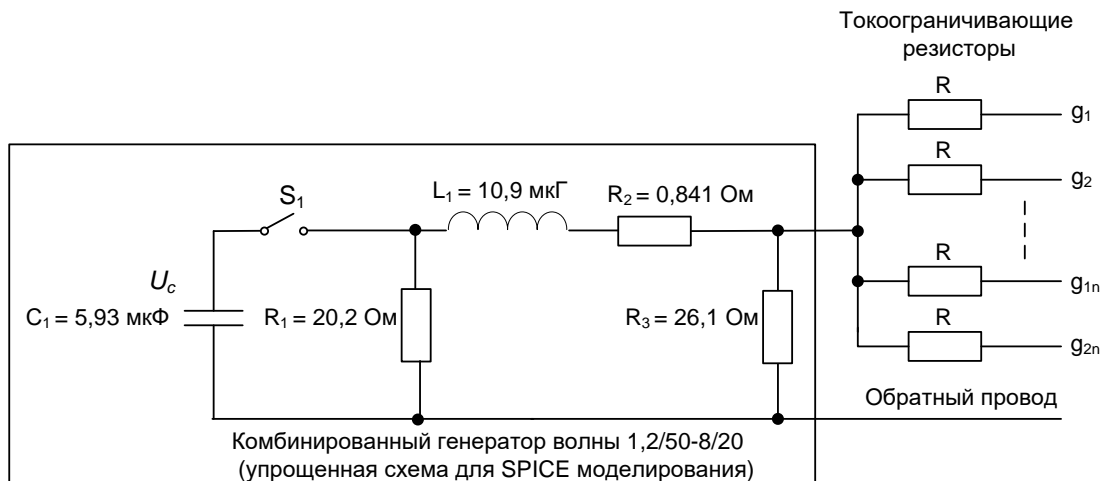 Токоограничивающие
резисторы
R
g1
R
g2
L1 = 10,9 мкГ
R2 = 0,841 Ом
S1
Uc
C1 = 5,93 мкФ
R1 = 20,2 Ом
R3 = 26,1 Ом
R
g1n
R
g2n
Обратный провод
Комбинированный генератор волны 1,2/50-8/20
(упрощенная схема для SPICE моделирования)